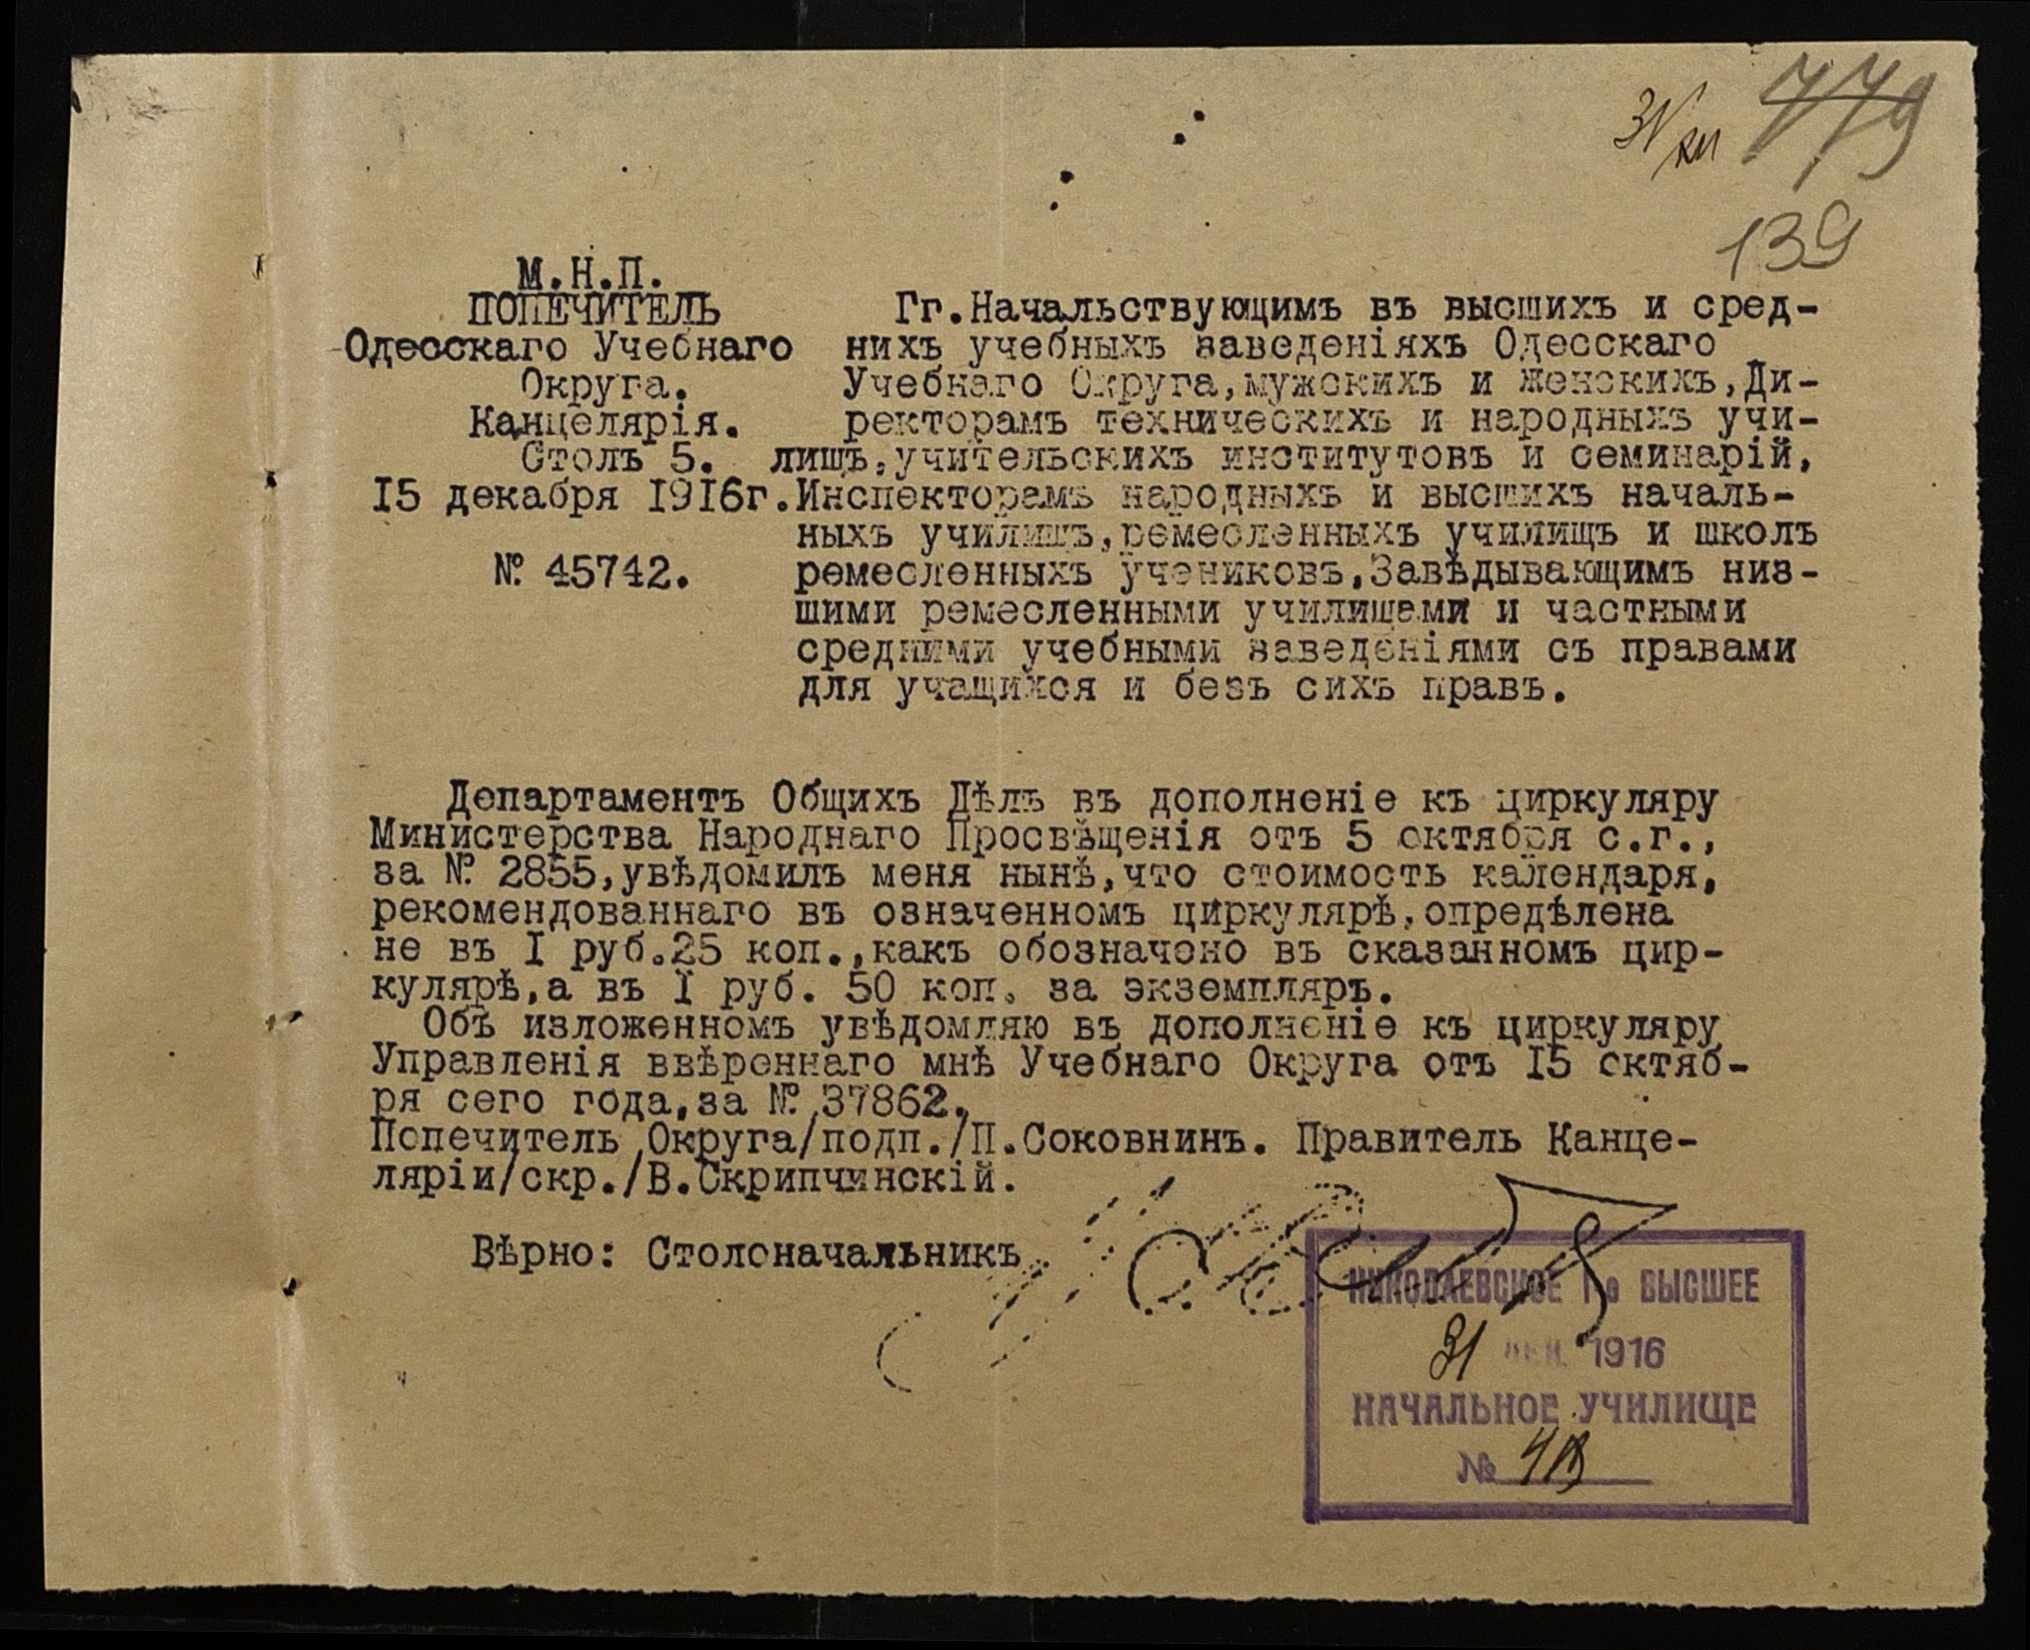 779
139
М.Н.П.
ПОПЕЧИТЕЛЬ
Одесскаго Учебнаго
Округа.
Канцелярія.
Столъ 5.
15 декабря 1916г.
№ 45742.
Гг.Начальствующимъ въ высшихъ и сред-
нихъ учебныхъ заведеніяхъ Одесскаго
Учебнаго Округа,мужскихъ и женскихъ,Ди-
ректорамъ техническихъ и народныхъ учи-
лищъ,учительскихъ институтовъ и семинарій,
Инспекторамъ народныхъ и высшихъ началь-
ныхъ училищъ,ремесленныхъ училищъ и школъ
ремесленныхъ учениковъ,Завѣдывающимъ низ-
шими ремесленными училищами и частными
средними учебными заведеніями съ правами
для учащихся и безъ сихъ правъ.
Департаментъ Общихъ Дѣлъ въ дополненіе къ циркуляру
Министерства Народнаго Просвѣщенія отъ 5 октября с.г.,
за № 2855,увѣдомилъ меня нынѣ,что стоимость календаря,
рекомендованнаго въ означенномъ циркулярѣ,опредѣлена
не въ I руб.25 коп.,какъ обозначено въ сказанномъ цир-
кулярѣ,а въ I руб. 50 коп. за экземпляръ.
Объ изложенномъ увѣдомляю въ дополненіе къ циркуляру
Управленія ввѣреннаго мнѣ Учебнаго Округа отъ 15 октяб-
ря сего года,за № 37862.
Попечитель Округа/подп./П.Соковнинъ. Правитель Канце-
ляріи/скр./В.Скрипчинскій.
Вѣрно: Столоначальникъ
НИКОЛАЕВСКОЕ 1е ВЫСШЕЕ
31 ДЕК. 1916
НАЧАЛЬНОЕ УЧИЛИЩЕ
№